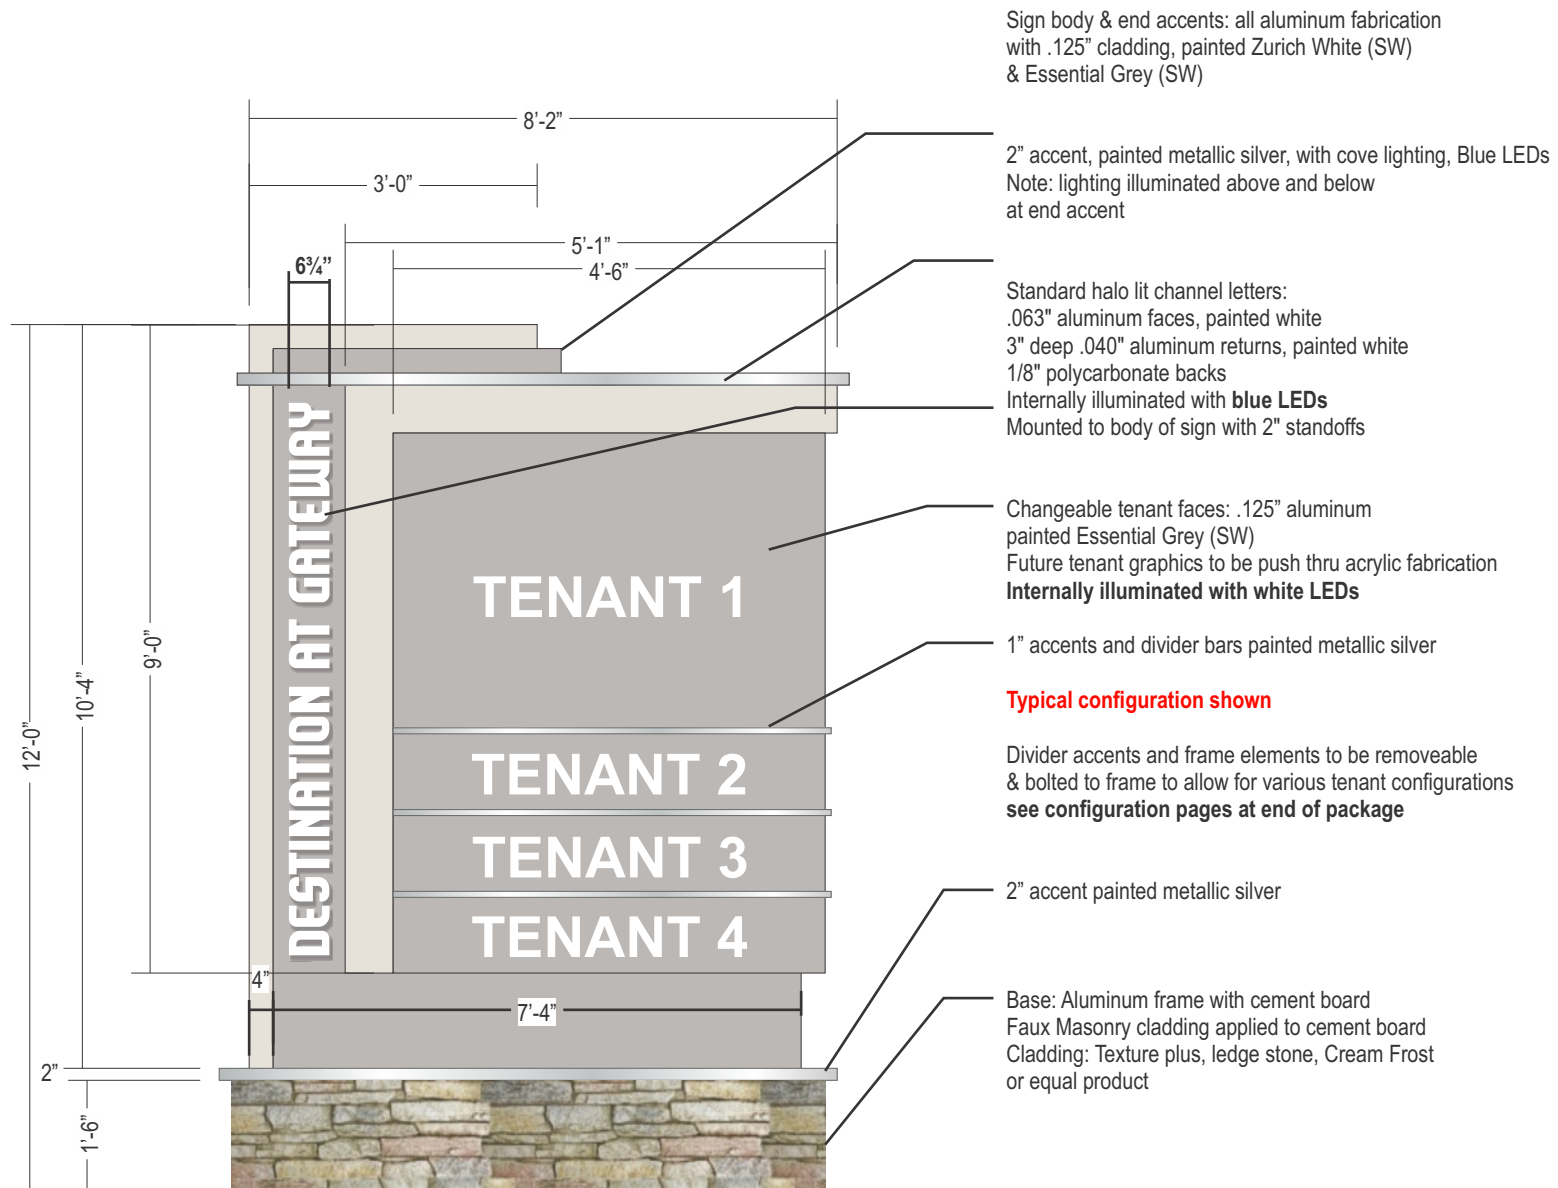 Sign body & end accents: all aluminum fabrication
with .125” cladding, painted Zurich White (SW)
& Essential Grey (SW)
2” accent, painted metallic silver, with cove lighting, Blue LEDs
Note: lighting illuminated above and below
at end accent
Standard halo lit channel letters:
.063" aluminum faces, painted white
3" deep .040" aluminum returns, painted white
1/8" polycarbonate backs
Internally illuminated with blue LEDs
Mounted to body of sign with 2" standoffs
Changeable tenant faces: .125” aluminum
painted Essential Grey (SW)
Future tenant graphics to be push thru acrylic fabrication
Internally illuminated with white LEDs
1” accents and divider bars painted metallic silver
Typical configuration shown
Divider accents and frame elements to be removeable
& bolted to frame to allow for various tenant configurations
see configuration pages at end of package
2” accent painted metallic silver
Base: Aluminum frame with cement board
Faux Masonry cladding applied to cement board
Cladding: Texture plus, ledge stone, Cream Frost
or equal product
8’-2”
3’-0”
5’-1”
6¾”
4’-6”
12’-0”
10’-4”
9’-0”
DESTINATION AT GATEWAY
TENANT 1
TENANT 2
TENANT 3
TENANT 4
4”
7’-4”
2”
1’-6”